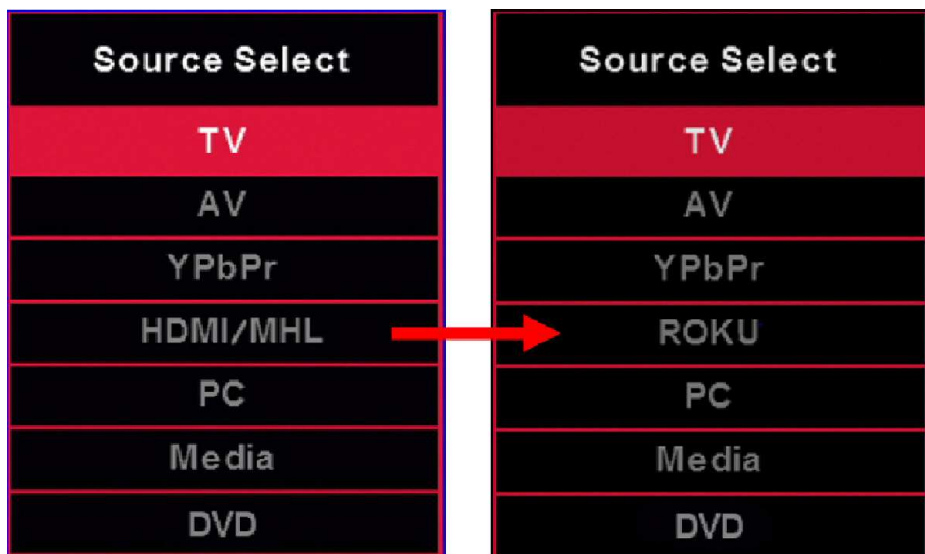 Source Select
TV
AV
YPbPr
HDMI/MHL
PC
Media
DVD
Source Select
TV
AV
YPbPr
ROKU
PC
Media
DVD